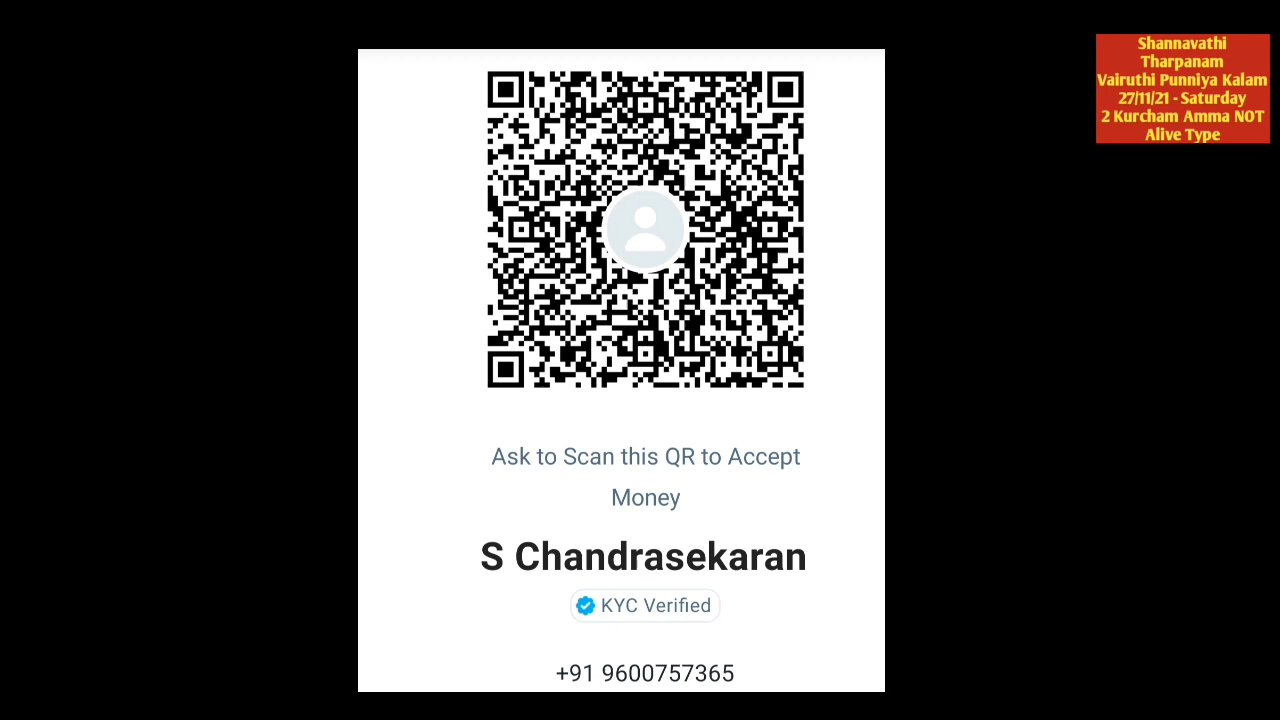 Shannavathi
Tharpanam
Vairuthi Punniya Kalam
27/11/21 - Saturday
2 Kurcham Amma NOT
Alive Type
Ask to Scan this QR to Accept
Money
S Chandrasekaran
KYC Verified
+91 9600757365